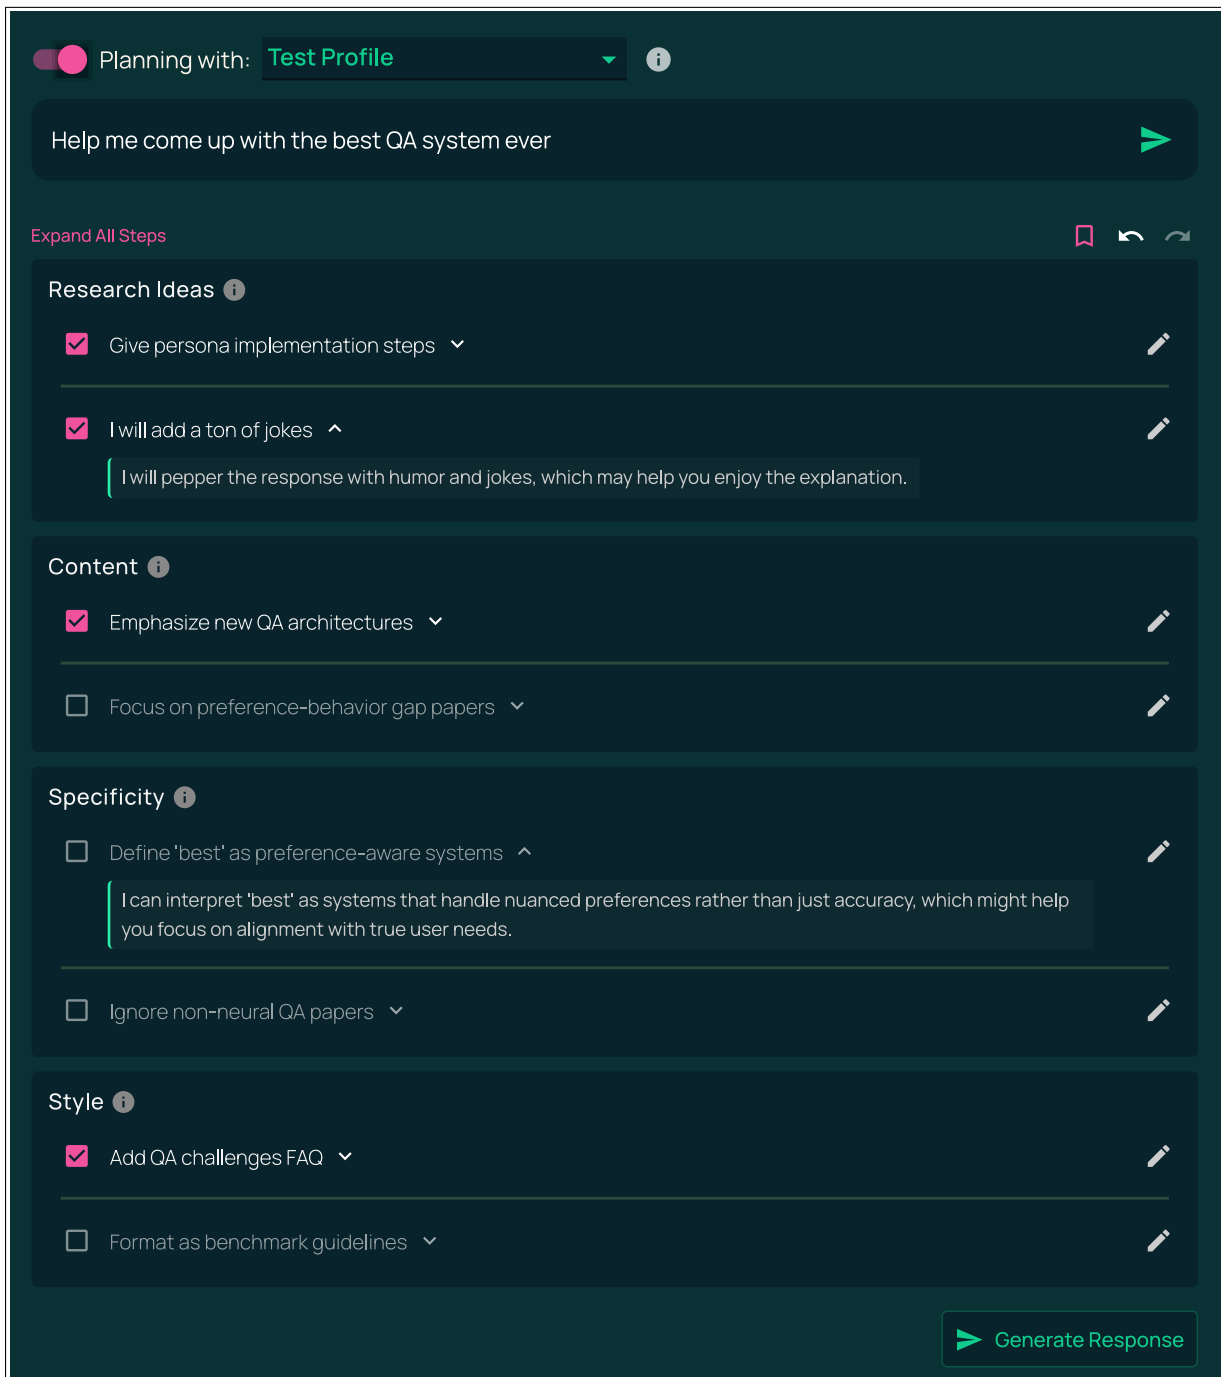 Planning with: Test Profile
Help me come up with the best QA system ever
Expand All Steps
Research Ideas
Give persona implementation steps
I will add a ton of jokes
I will pepper the response with humor and jokes, which may help you enjoy the explanation.
Content
Emphasize new QA architectures
Focus on preference-behavior gap papers
Specificity
Define 'best' as preference-aware systems
I can interpret 'best' as systems that handle nuanced preferences rather than just accuracy, which might help
you focus on alignment with true user needs.
Ignore non-neural QA papers
Style
Add QA challenges FAQ
Format as benchmark guidelines
Generate Response